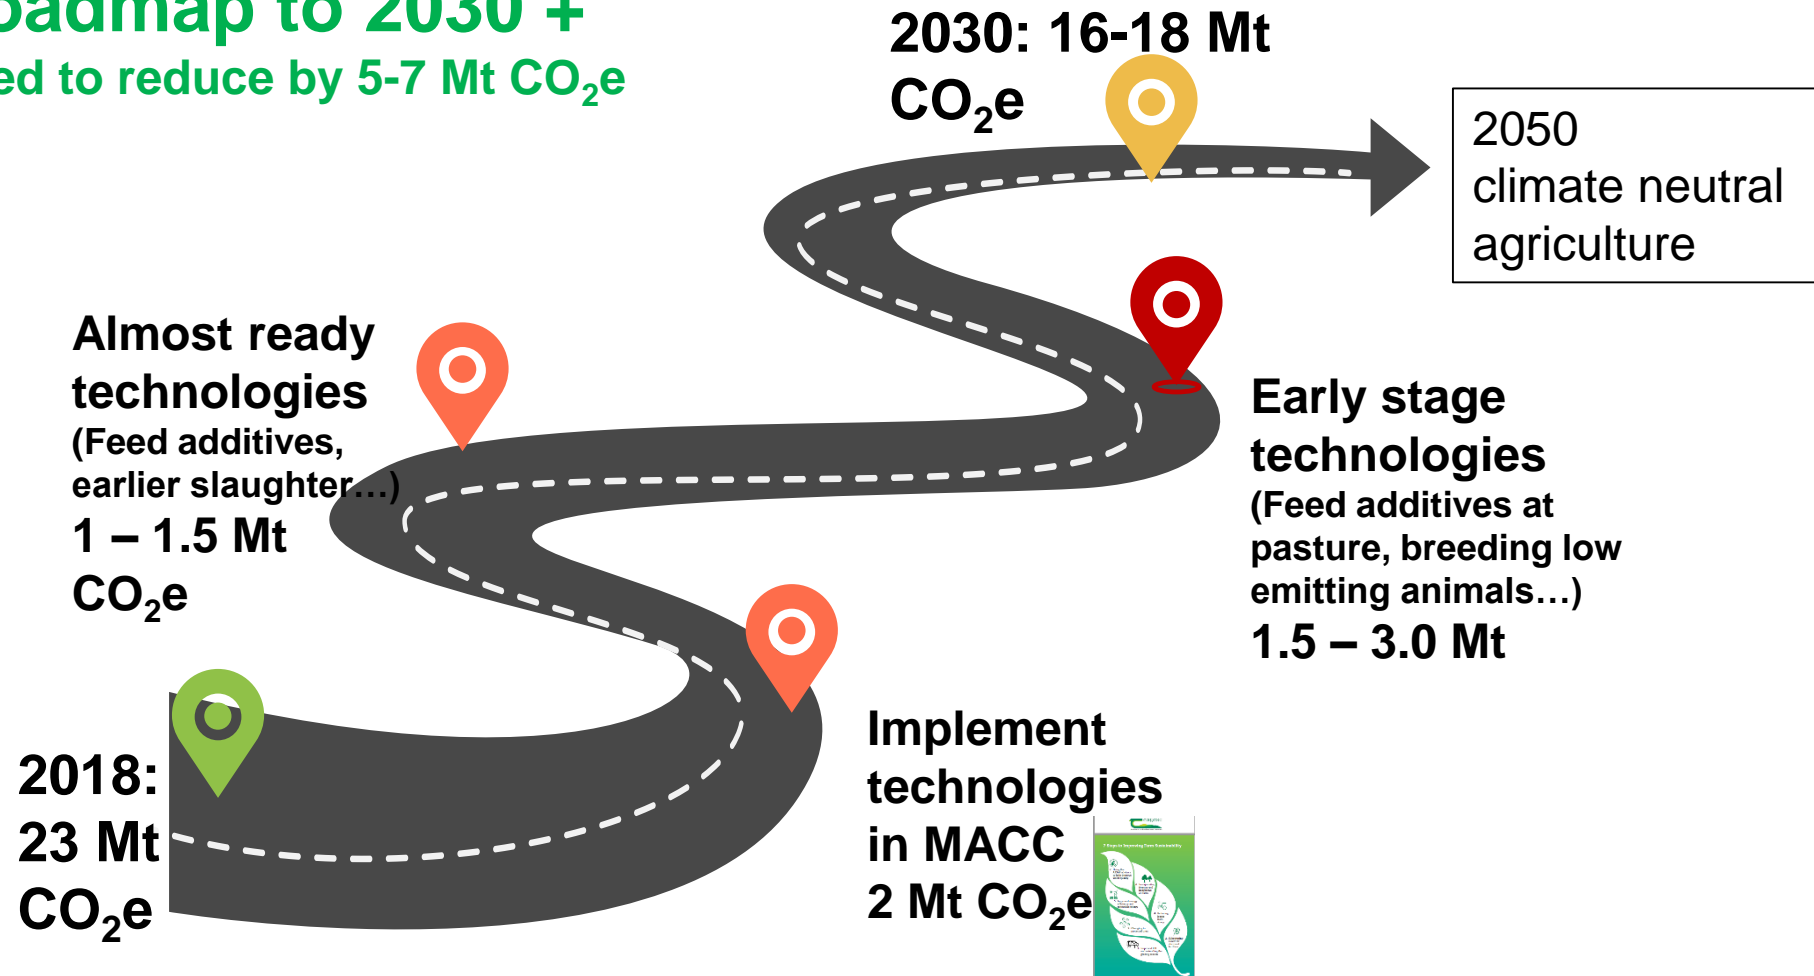 oadmap to 2030 +
ed to reduce by 5-7 Mt CO₂e
2030: 16-18 Mt
CO₂e
2050
climate neutral
agriculture
Almost ready
technologies
(Feed additives,
earlier slaughter…)
1 – 1.5 Mt
CO₂e
Early stage
technologies
(Feed additives at
pasture, breeding low
emitting animals…)
1.5 – 3.0 Mt
2018:
23 Mt
CO₂e
Implement
technologies
in MACC
2 Mt CO₂e